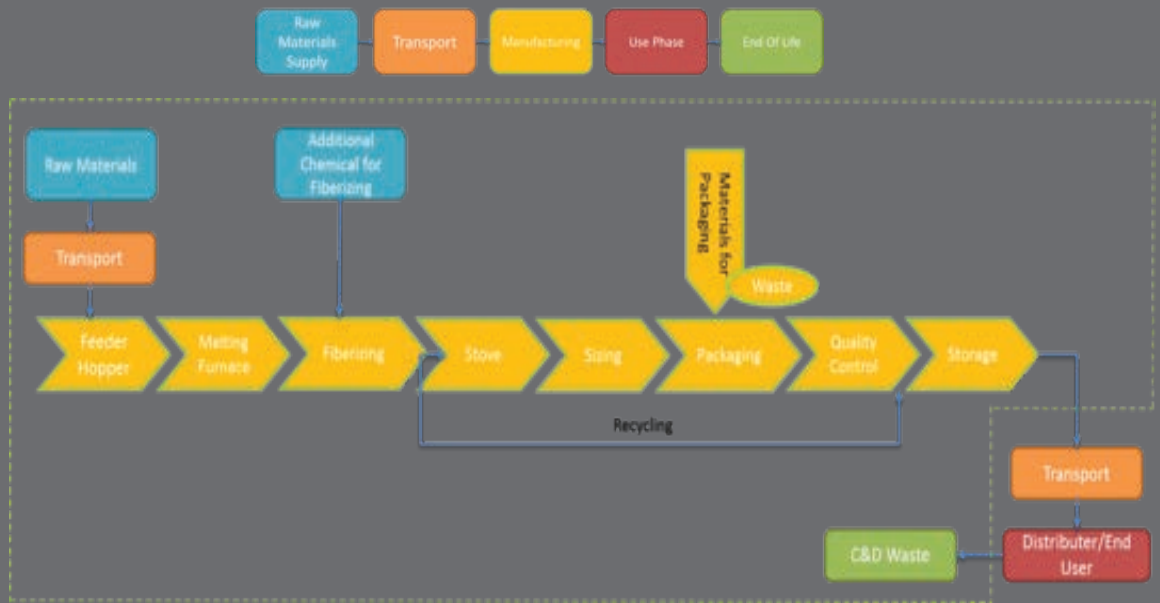 Raw
Materials
Supply
Transport
Manufacturing
Use Phase
End Of Life
Raw Materials
Additional
Chemical for
Fiberizing
Materials for
Packaging
Transport
Waste
Feeder
Hopper
Melting
Furnace
Fiberizing
Stove
Sizing
Packaging
Quality
Control
Storage
Recycling
Transport
C&D Waste
Distributer/End
User